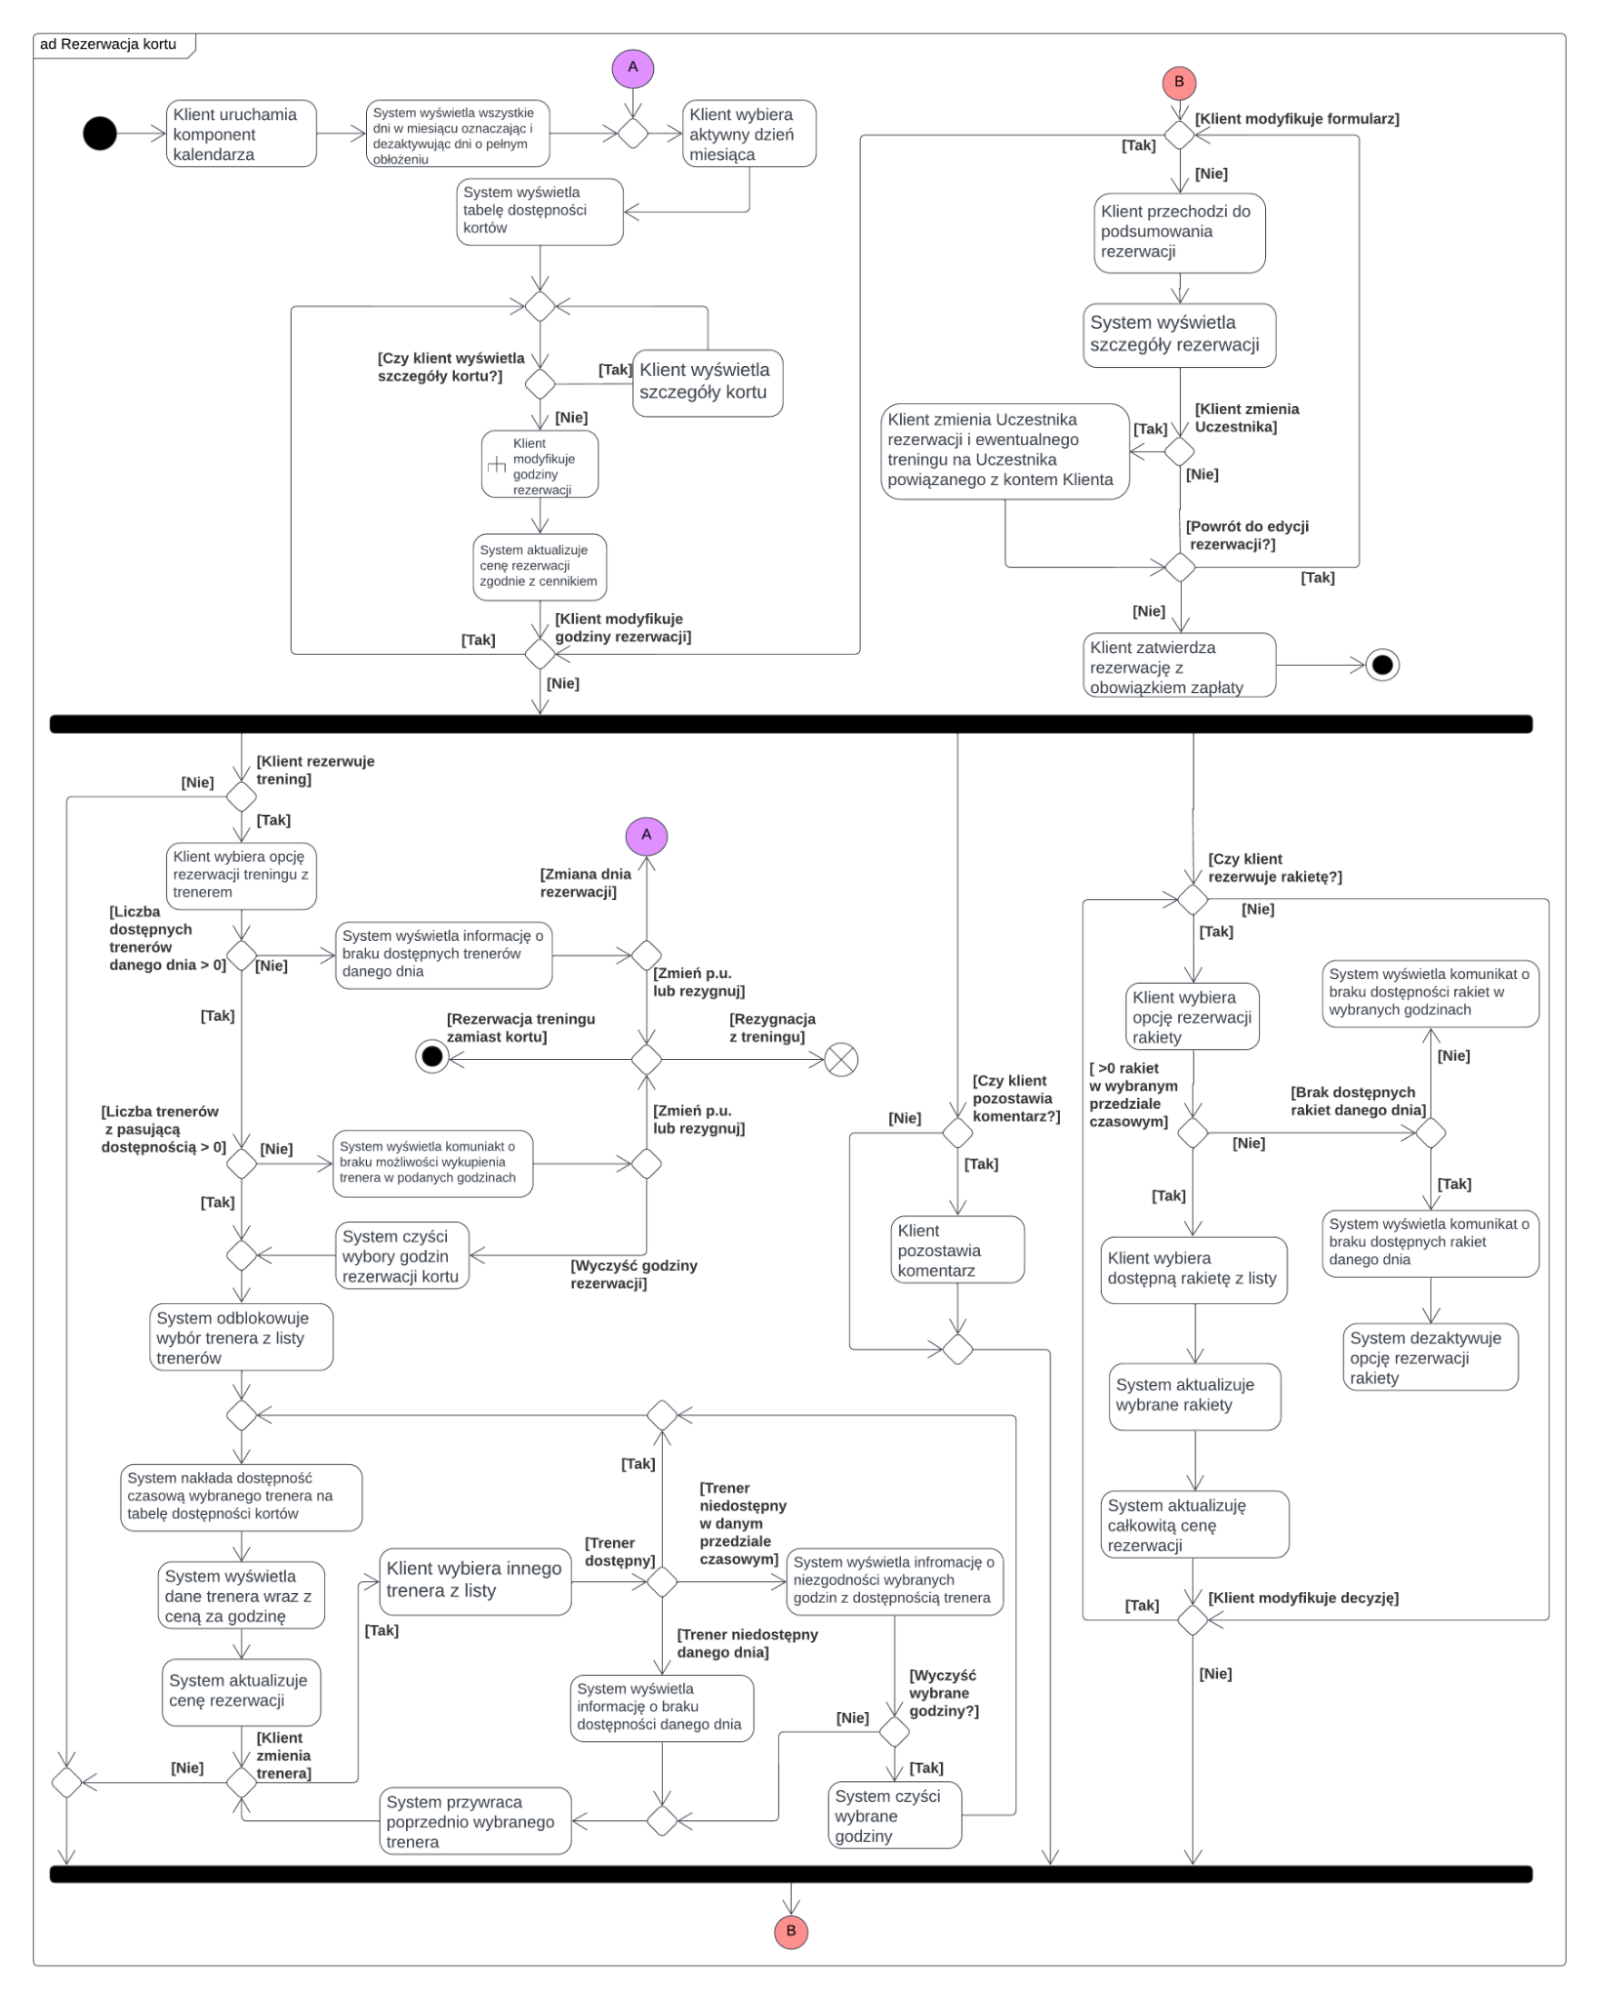 ad Rezerwacja kortu
A
Klient uruchamia
komponent
kalendarza
System wyświetla wszystkie
dni w miesiącu oznaczając i
dezaktywując dni o pełnym
obłożeniu
Klient wybiera
aktywny dzień
miesiąca
System wyświetla
tabelę dostępności
kortów
[Czy klient wyświetla
szczegóły kortu?]
[Tak]
Klient wyświetla
szczegóły kortu
[Nie]
Klient
modyfikuje
godziny
rezerwacji
System aktualizuje
cenę rezerwacji
zgodnie z cennikiem
[Klient modyfikuje
godziny rezerwacji]
[Tak]
[Nie]
B
[Klient modyfikuje formularz]
[Tak]
[Nie]
Klient przechodzi do
podsumowania
rezerwacji
System wyświetla
szczegóły rezerwacji
[Klient zmienia
Uczestnika]
[Tak]
Klient zmienia Uczestnika
rezerwacji i ewentualnego
treningu na Uczestnika
powiązanego z kontem Klienta
[Nie]
[Powrót do edycji
rezerwacji?]
[Tak]
[Nie]
Klient zatwierdza
rezerwację z
obowiązkiem zapłaty
[Klient rezerwuje
trening]
[Nie]
[Tak]
Klient wybiera opcję
rezerwacji treningu z
trenerem
[Liczba
dostępnych
trenerów
danego dnia > 0]
[Nie]
System wyświetla informację o
braku dostępnych trenerów
danego dnia
A
[Zmiana dnia
rezerwacji]
[Zmień p.u.
lub rezygnuj]
[Tak]
[Rezerwacja treningu
zamiast kortu]
[Rezygnacja
z treningu]
[Liczba trenerów
z pasującą
dostępnością > 0]
[Nie]
System wyświetla komuniakt o
braku możliwości wykupienia
trenera w podanych godzinach
[Zmień p.u.
lub rezygnuj]
[Tak]
System czyści
wybory godzin
rezerwacji kortu
[Wyczyść godziny
rezerwacji]
System odblokowuje
wybór trenera z listy
trenerów
System nakłada dostępność
czasową wybranego trenera na
tabelę dostępności kortów
System wyświetla
dane trenera wraz z
ceną za godzinę
System aktualizuje
cenę rezerwacji
[Klient
zmienia
trenera]
[Nie]
[Tak]
Klient wybiera innego
trenera z listy
[Trener
dostępny]
[Tak]
[Trener
niedostępny
w danym
przedziale
czasowym]
System wyświetla infromację o
niezgodności wybranych
godzin z dostępnością trenera
[Trener niedostępny
danego dnia]
System wyświetla
informację o braku
dostępności danego dnia
[Wyczyść
wybrane
godziny?]
[Nie]
[Tak]
System czyści
wybrane
godziny
System przywraca
poprzednio wybranego
trenera
[Czy klient
pozostawia
komentarz?]
[Nie]
[Tak]
Klient
pozostawia
komentarz
[Czy klient
rezerwuje rakietę?]
[Nie]
[Tak]
Klient wybiera
opcję rezerwacji
rakiety
[ >0 rakiet
w wybranym
przedziale
czasowym]
[Nie]
[Brak dostępnych
rakiet danego dnia]
[Nie]
System wyświetla komunikat o
braku dostępności rakiet w
wybranych godzinach
[Tak]
System wyświetla komunikat o
braku dostępnych rakiet
danego dnia
System dezaktywuje
opcję rezerwacji
rakiety
[Tak]
Klient wybiera
dostępną rakietę z listy
System aktualizuje
wybrane rakiety
System aktualizuję
całkowitą cenę
rezerwacji
[Klient modyfikuje decyzję]
[Tak]
[Nie]
B